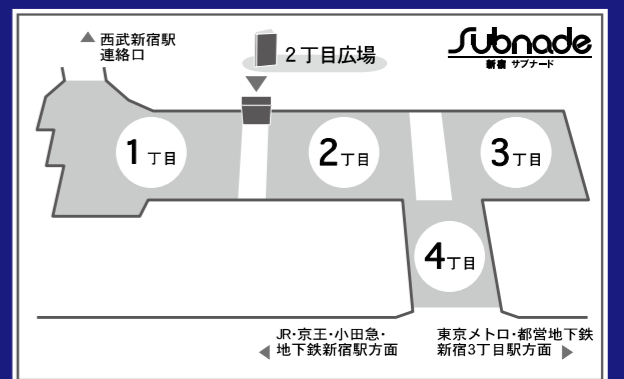 西武新宿駅
連絡口
2丁目広場
Subnade
新宿 サブナード
1丁目
2丁目
3丁目
4丁目
JR・京王・小田急・
地下鉄新宿駅方面
東京メトロ・都営地下鉄
新宿3丁目駅方面